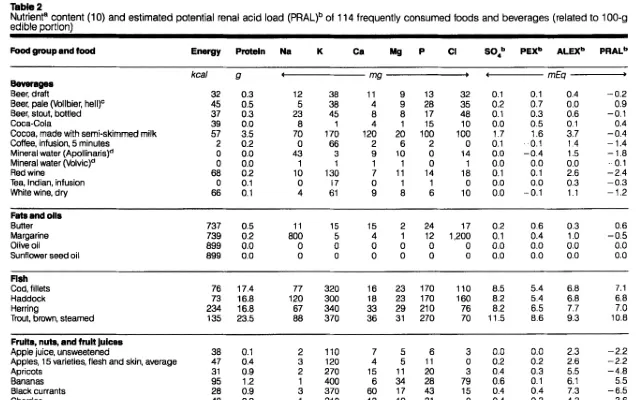 Table 2
Nutrientᵃ content (10) and estimated potential renal acid load (PRAL)ᵇ of 114 frequently consumed foods and beverages (related to 100-g
edible portion)
Food group and food Energy Protein Na K Ca Mg P Cl SO₄ᵇ PEXᵇ ALEXᵇ PRALᵇ
kcal g mg mEq
Beverages
Beer, draft 32 0.3 12 38 11 9 13 32 0.1 0.1 0.4 −0.2
Beer, pale (Vollbier, hell)ᶜ 45 0.5 5 38 4 9 28 35 0.2 0.7 0.0 0.9
Beer, stout, bottled 37 0.3 23 45 8 8 17 48 0.1 0.3 0.6 −0.1
Coca-Cola 39 0.0 8 1 4 1 15 10 0.0 0.5 0.1 0.4
Cocoa, made with semi-skimmed milk 57 3.5 70 170 120 20 100 100 1.7 1.6 3.7 −0.4
Coffee, infusion, 5 minutes 2 0.2 0 66 2 6 2 0 0.1 −0.1 1.4 −1.4
Mineral water (Apollinaris)ᵈ 0 0.0 43 3 9 10 0 14 0.0 −0.4 1.5 −1.8
Mineral water (Volvic)ᵈ 0 0.0 1 1 1 1 0 1 0.0 0.0 0.0 −0.1
Red wine 68 0.2 10 130 7 11 14 18 0.1 0.1 2.6 −2.4
Tea, Indian, infusion 0 0.1 0 17 0 1 1 0 0.0 0.0 0.3 −0.3
White wine, dry 66 0.1 4 61 9 8 6 10 0.0 −0.1 1.1 −1.2
Fats and oils
Butter 737 0.5 11 15 15 2 24 17 0.2 0.6 0.3 0.6
Margarine 739 0.2 800 5 4 1 12 1,200 0.1 0.4 1.0 −0.5
Olive oil 899 0.0 0 0 0 0 0 0 0.0 0.0 0.0 0.0
Sunflower seed oil 899 0.0 0 0 0 0 0 0 0.0 0.0 0.0 0.0
Fish
Cod, fillets 76 17.4 77 320 16 23 170 110 8.5 5.4 6.8 7.1
Haddock 73 16.8 120 300 18 23 170 160 8.2 5.4 6.8 6.8
Herring 234 16.8 67 340 33 29 210 76 8.2 6.5 7.7 7.0
Trout, brown, steamed 135 23.5 88 370 36 31 270 70 11.5 8.6 9.3 10.8
Fruits, nuts, and fruit juices
Apple juice, unsweetened 38 0.1 2 110 7 5 6 3 0.0 0.0 2.3 −2.2
Apples, 15 varieties, flesh and skin, average 47 0.4 3 120 4 5 11 0 0.2 0.2 2.6 −2.2
Apricots 31 0.9 2 270 15 11 20 3 0.4 0.3 5.5 −4.8
Bananas 95 1.2 1 400 6 34 28 79 0.6 0.1 6.1 5.5
Black currants 28 0.9 3 370 60 17 43 15 0.4 0.4 7.3 −6.5